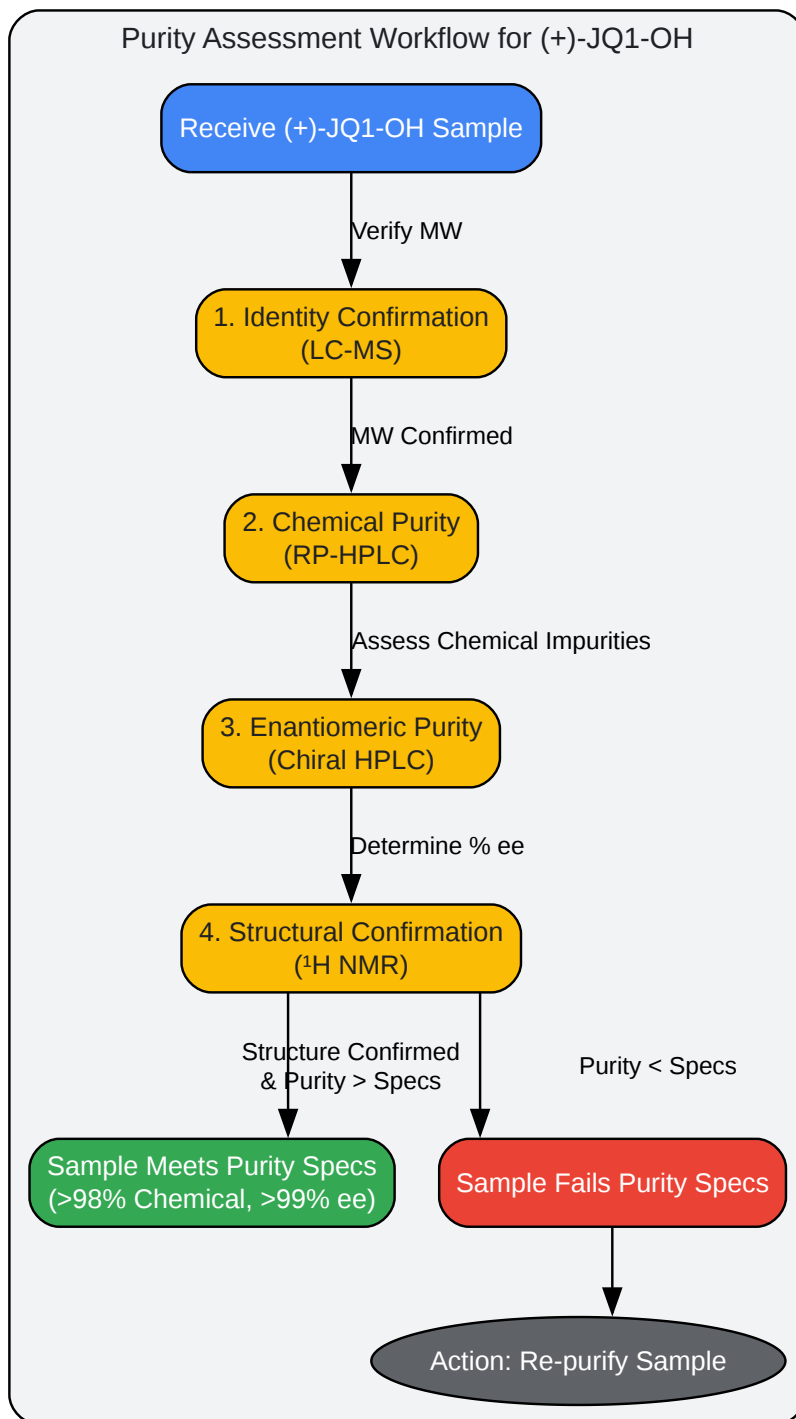 Purity Assessment Workflow for (+)-JQ1-OH
Receive (+)-JQ1-OH Sample
Verify MW
1. Identity Confirmation
(LC-MS)
MW Confirmed
2. Chemical Purity
(RP-HPLC)
Assess Chemical Impurities
3. Enantiomeric Purity
(Chiral HPLC)
Determine % ee
4. Structural Confirmation
(¹H NMR)
Structure Confirmed
& Purity > Specs
Purity < Specs
Sample Meets Purity Specs
(>98% Chemical, >99% ee)
Sample Fails Purity Specs
Action: Re-purify Sample